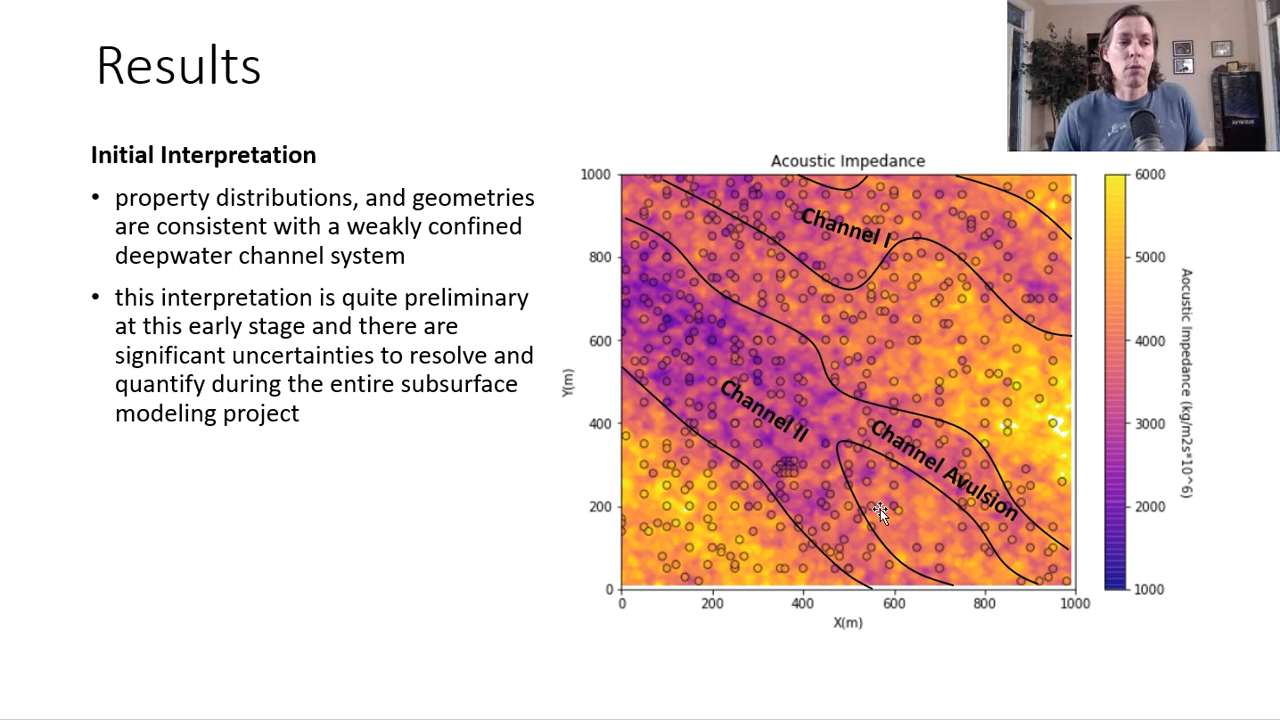 Results
Initial Interpretation
• property distributions, and geometries
are consistent with a weakly confined
deepwater channel system
• this interpretation is quite preliminary
at this early stage and there are
significant uncertainties to resolve and
quantify during the entire subsurface
modeling project
Acoustic Impedance
1000
800
600
400
200
0
Y(m)
Channel I
Channel II
Channel Avulsion
0 200 400 600 800 1000
X(m)
6000
5000
4000
3000
2000
1000
Aocustic Impedance (kg/m2s*10^6)